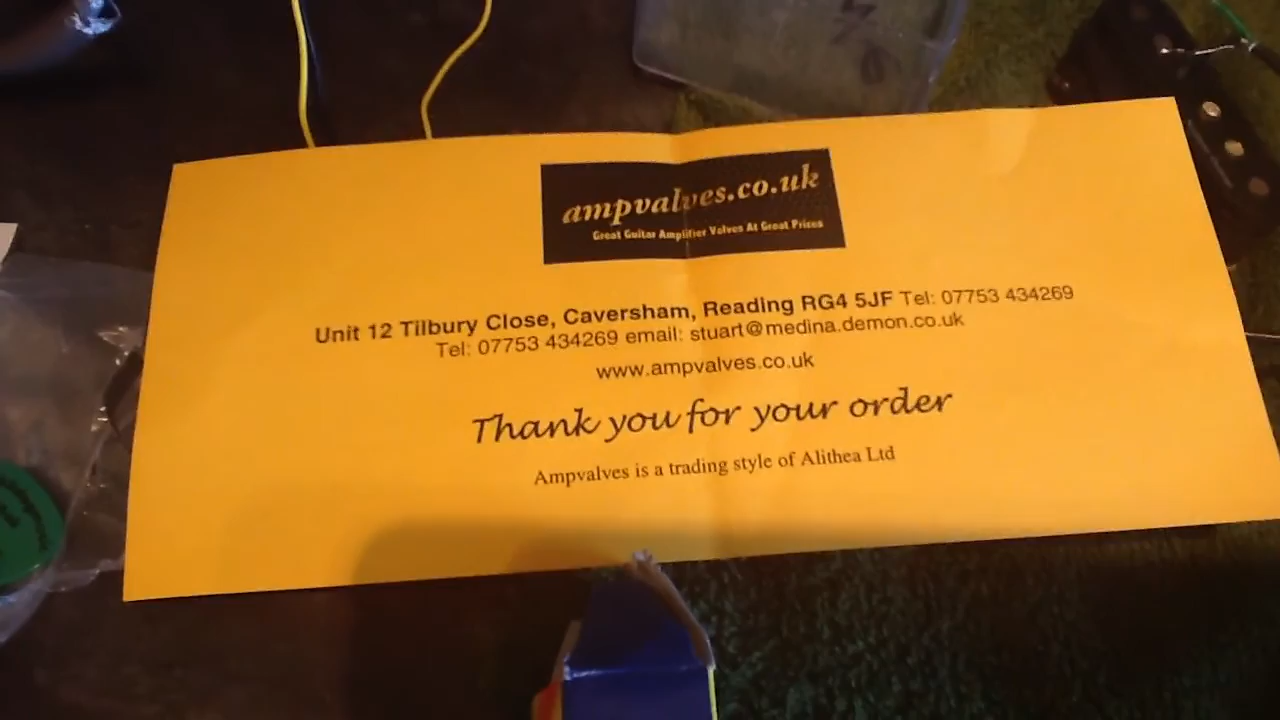 ampvalves.co.uk
Great Guitar Amplifier Valves At Great Prices
Unit 12 Tilbury Close, Caversham, Reading RG4 5JF Tel: 07753 434269
Tel: 07753 434269 email: stuart@medina.demon.co.uk
www.ampvalves.co.uk
Thank you for your order
Ampvalves is a trading style of Alithea Ltd